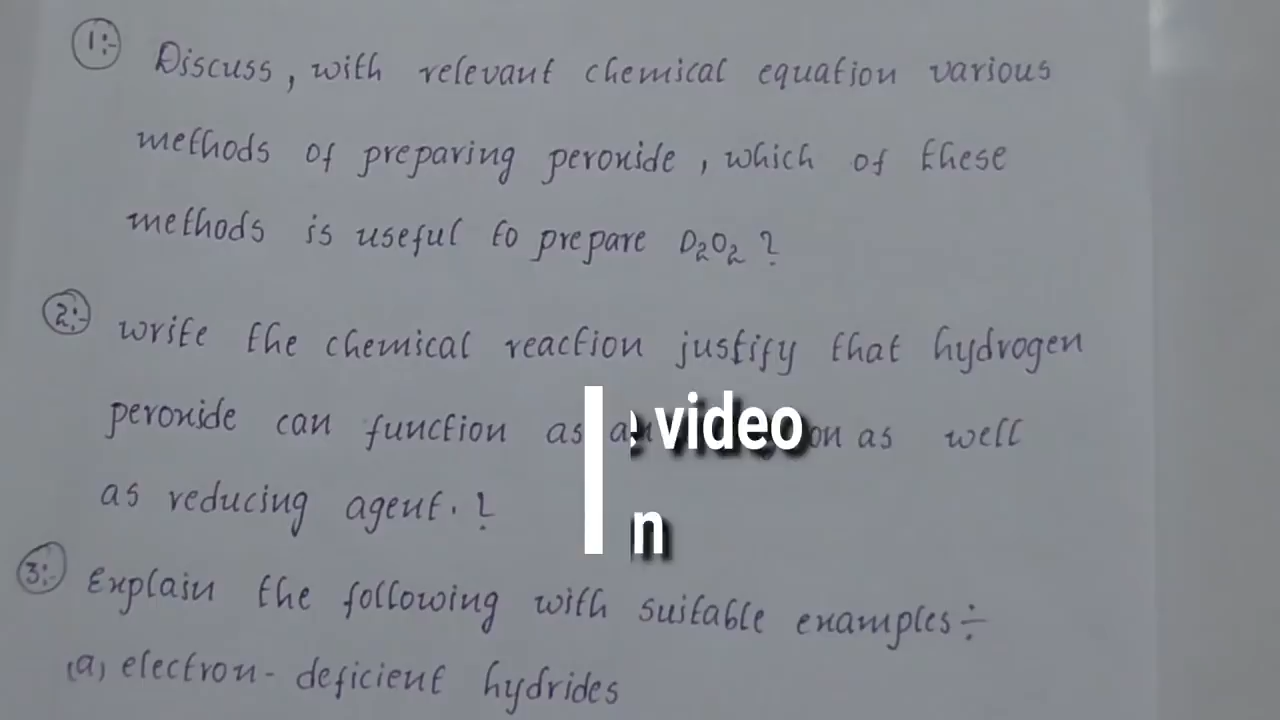 1:-
Discuss, with relevant chemical equation various
methods of preparing peroxide, which of these
methods is useful to prepare D₂O₂?
2:-
write the chemical reaction justify that hydrogen
peroxide can function as well
as reducing agent.?
3:-
Explain the following with suitable examples÷
(a) electron-deficient hydrides
video